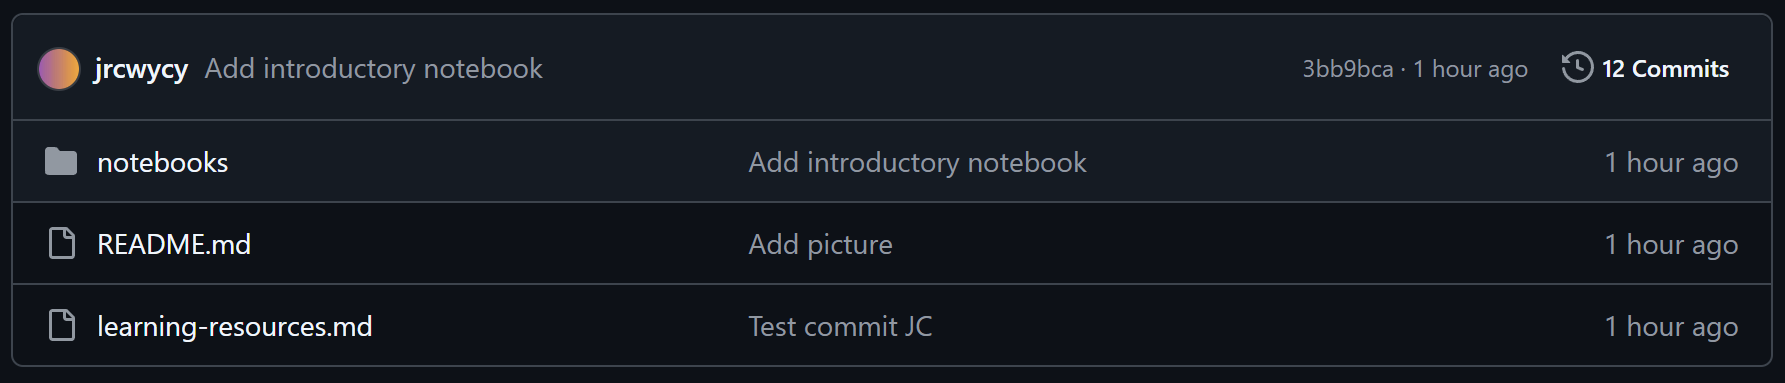 jrcwycy Add introductory notebook 3bb9bca · 1 hour ago 12 Commits
notebooks Add introductory notebook 1 hour ago
README.md Add picture 1 hour ago
learning-resources.md Test commit JC 1 hour ago